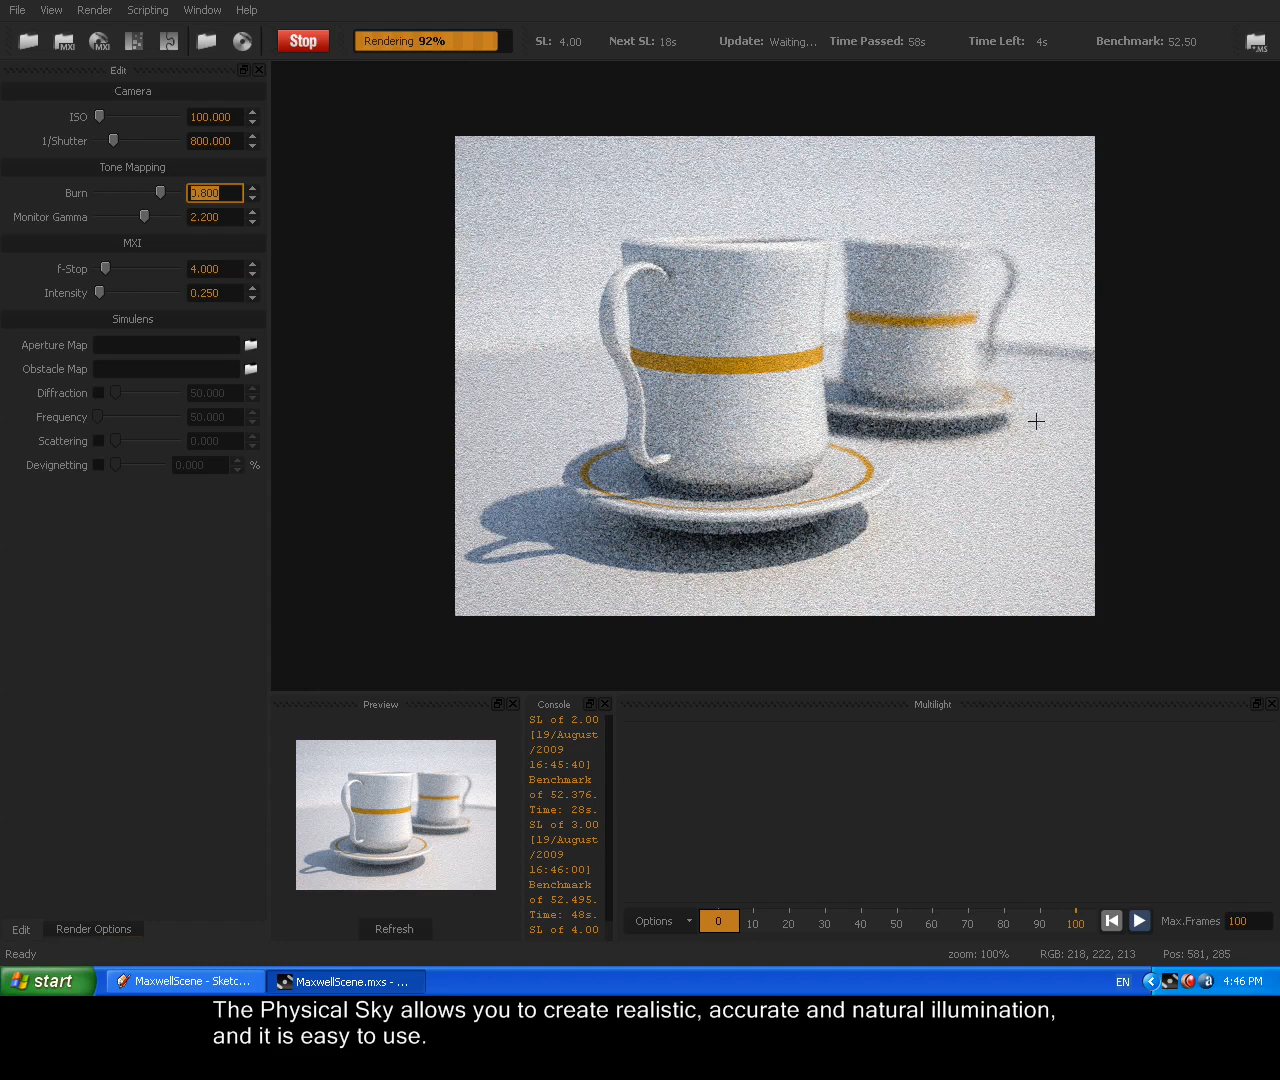 File View Render Scripting Window Help
MXI MXI Stop Rendering 92% SL: 4.00 Next SL: 18s Update: Waiting... Time Passed: 58s Time Left: 4s Benchmark: 52.50 .MS
Edit
Camera
ISO 100.000
1/Shutter 800.000
Tone Mapping
Burn 0.800
Monitor Gamma 2.200
MXI
f-Stop 4.000
Intensity 0.250
Simulens
Aperture Map
Obstacle Map
Diffraction 50.000
Frequency 50.000
Scattering 0.000
Devignetting 0.000 %
Edit Render Options
Preview
Refresh
Console
SL of 2.00
[19/August
/2009
16:45:40]
Benchmark
of 52.376.
Time: 28s.
SL of 3.00
[19/August
/2009
16:46:00]
Benchmark
of 52.495.
Time: 48s.
SL of 4.00
Multilight
Options 0 10 20 30 40 50 60 70 80 90 100 Max.Frames 100
Ready zoom: 100% RGB: 218, 222, 213 Pos: 581, 285
start MaxwellScene - Sketc... MaxwellScene.mxs - ... EN 4:46 PM
The Physical Sky allows you to create realistic, accurate and natural illumination,
and it is easy to use.